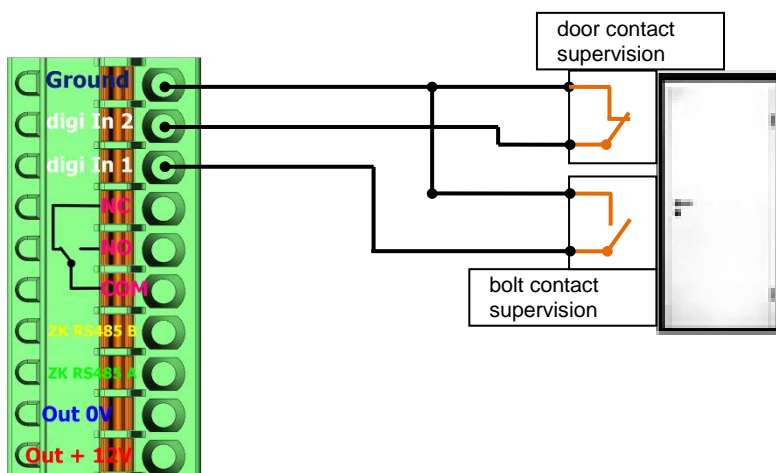 door contact
supervision
Ground
digi In 2
digi In 1
NC
NO
COM
ZK RS485 B
ZK RS485 A
Out 0V
Out + 12V
bolt contact
supervision